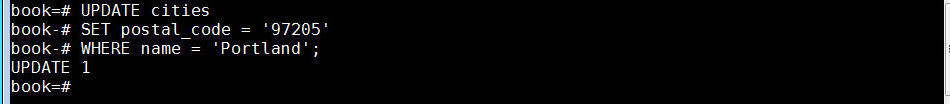 book=# UPDATE cities
book-# SET postal_code = '97205'
book-# WHERE name = 'Portland';
UPDATE 1
book=#